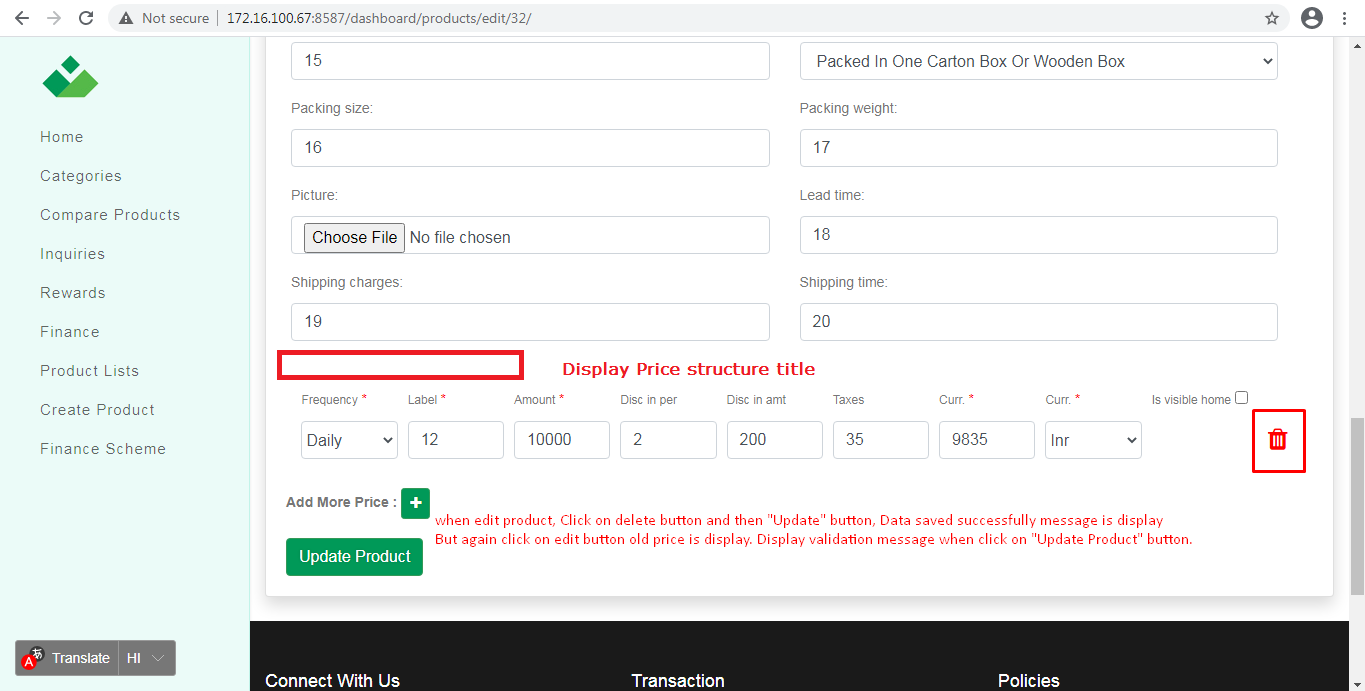 Not secure | 172.16.100.67:8587/dashboard/products/edit/32/
Home
Categories
Compare Products
Inquiries
Rewards
Finance
Product Lists
Create Product
Finance Scheme
15
Packed In One Carton Box Or Wooden Box
Packing size:
Packing weight:
16
17
Picture:
Lead time:
Choose File No file chosen
18
Shipping charges:
Shipping time:
19
20
Display Price structure title
Frequency * Label * Amount * Disc in per Disc in amt Taxes Curr. * Curr. * Is visible home
Daily 12 10000 2 200 35 9835 Inr
Add More Price : +
when edit product, Click on delete button and then "Update" button, Data saved successfully message is display
But again click on edit button old price is display. Display validation message when click on "Update Product" button.
Update Product
A あ Translate HI
Connect With Us Transaction Policies